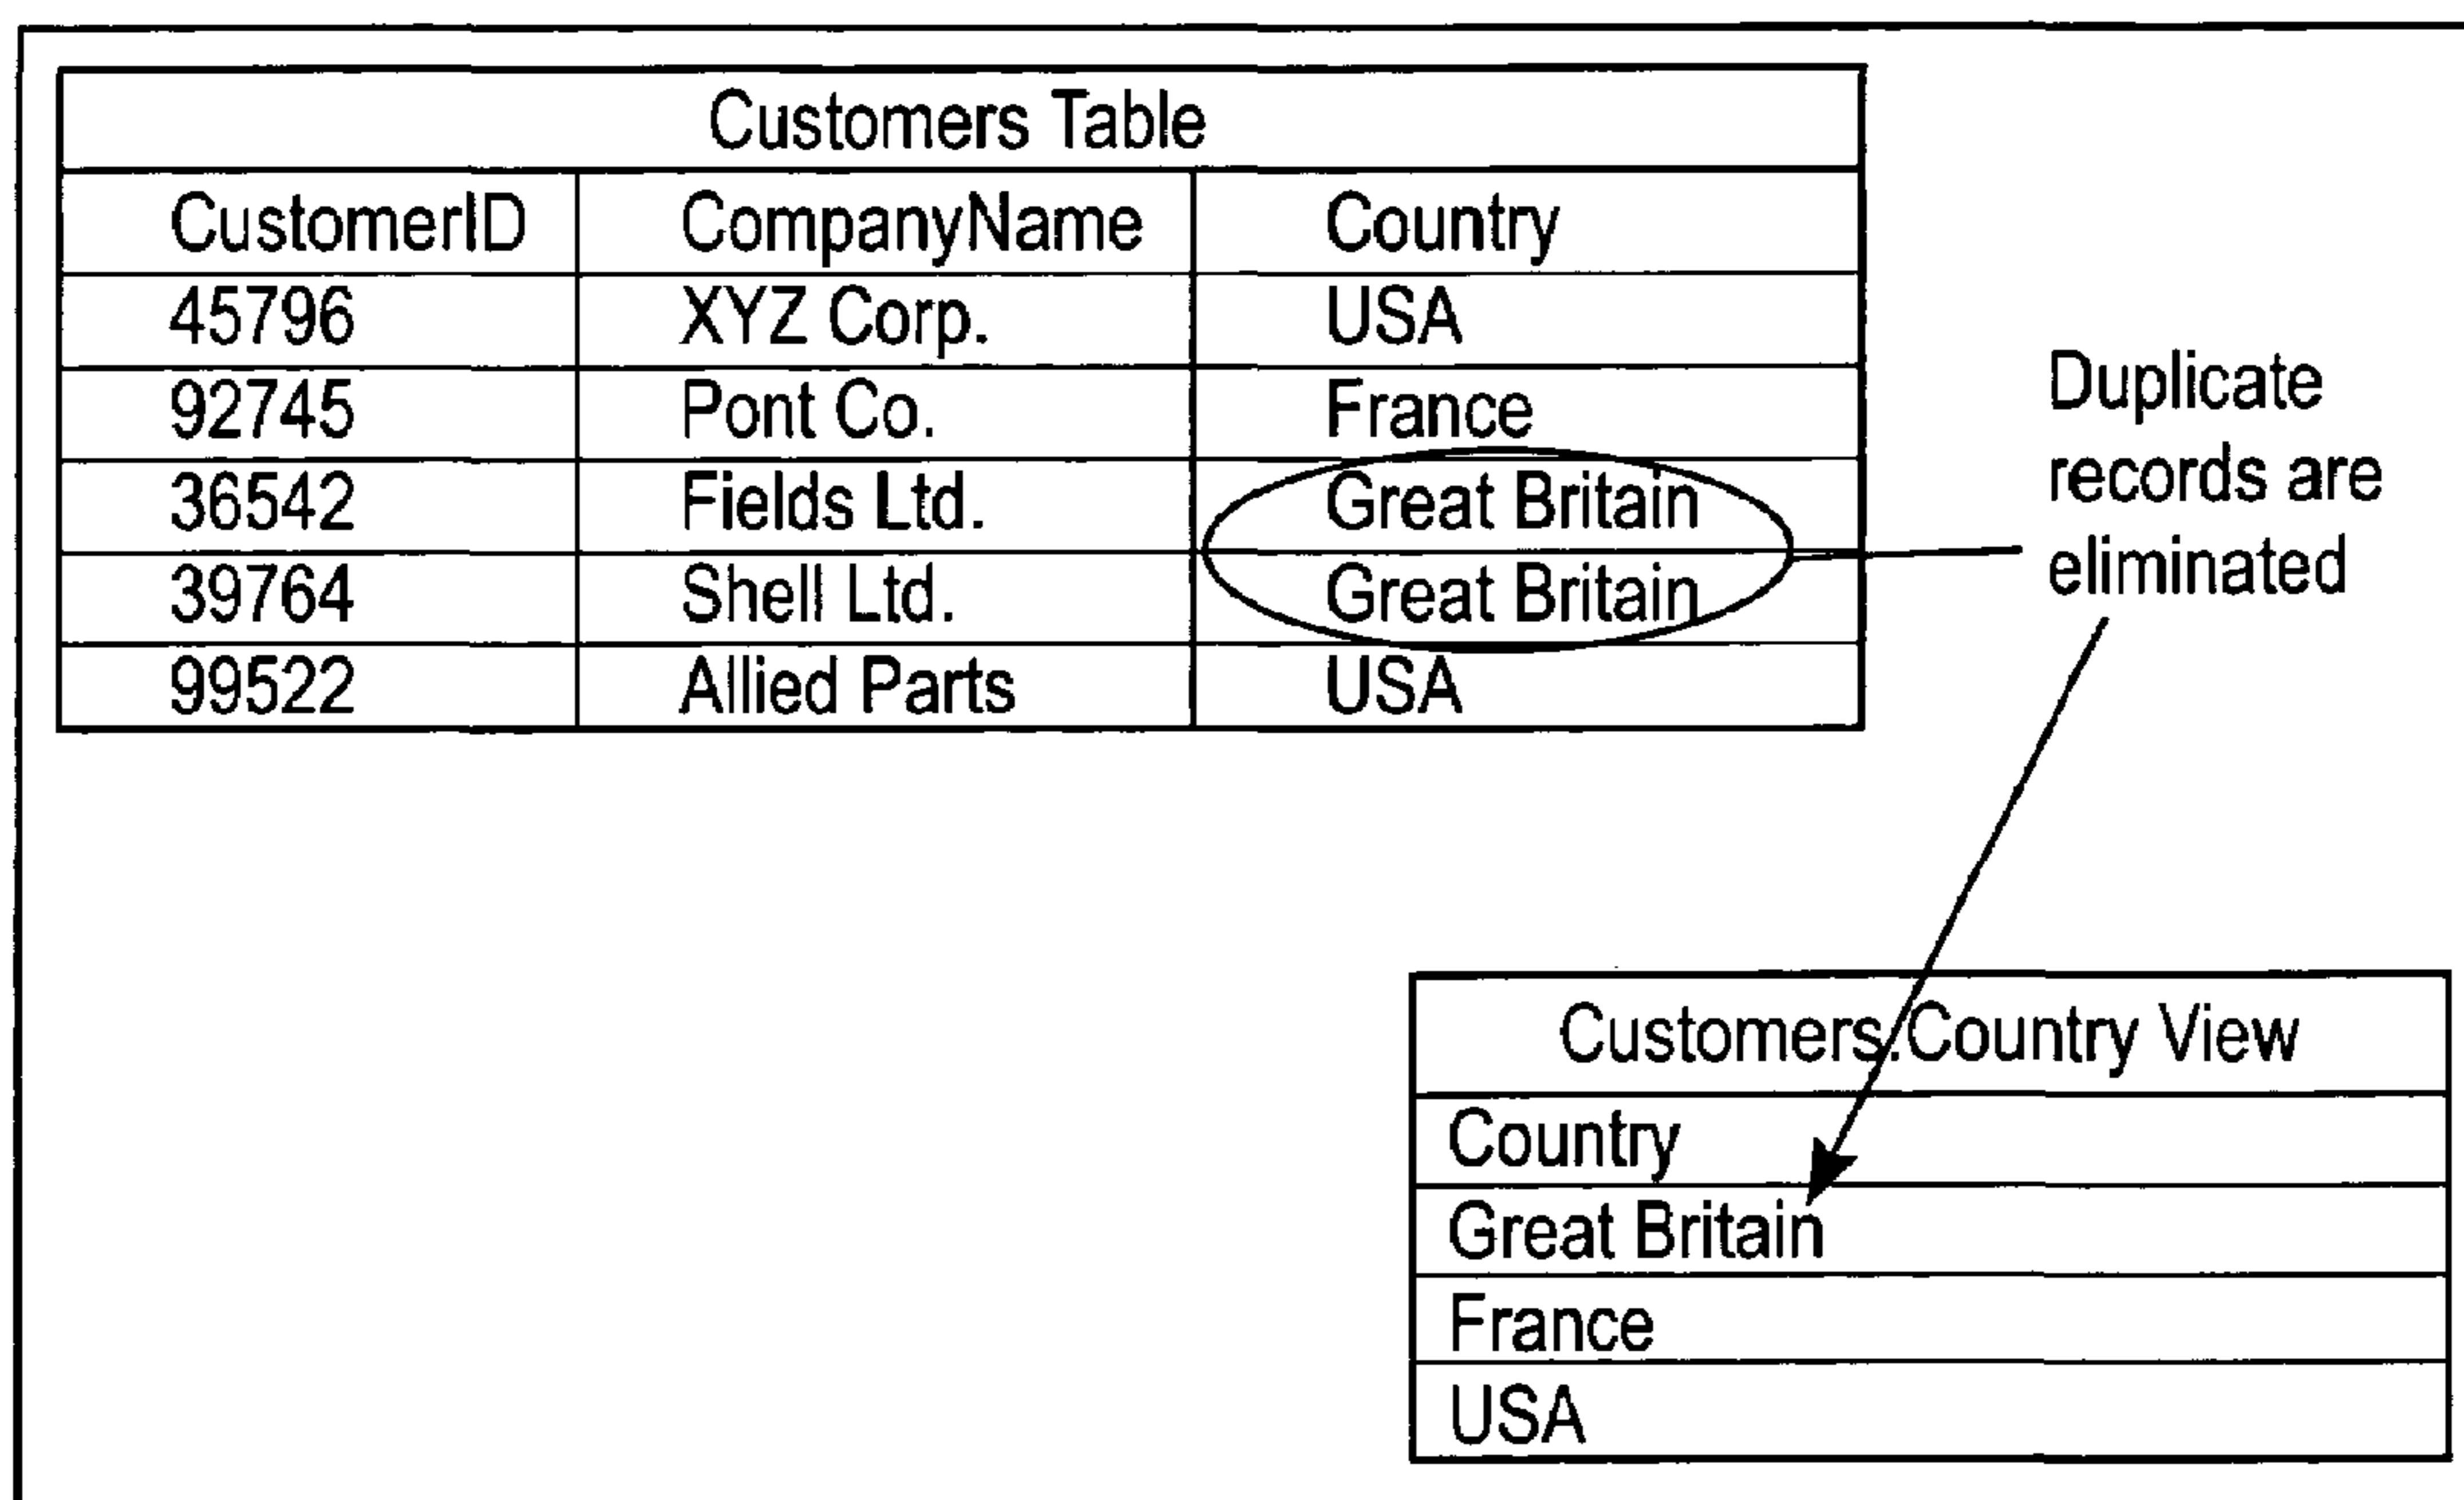 Customers Table
CustomerID CompanyName Country
45796 XYZ Corp. USA
92745 Pont Co. France
36542 Fields Ltd. Great Britain
39764 Shell Ltd. Great Britain
99522 Allied Parts USA
Duplicate
records are
eliminated
Customers.Country View
Country
Great Britain
France
USA